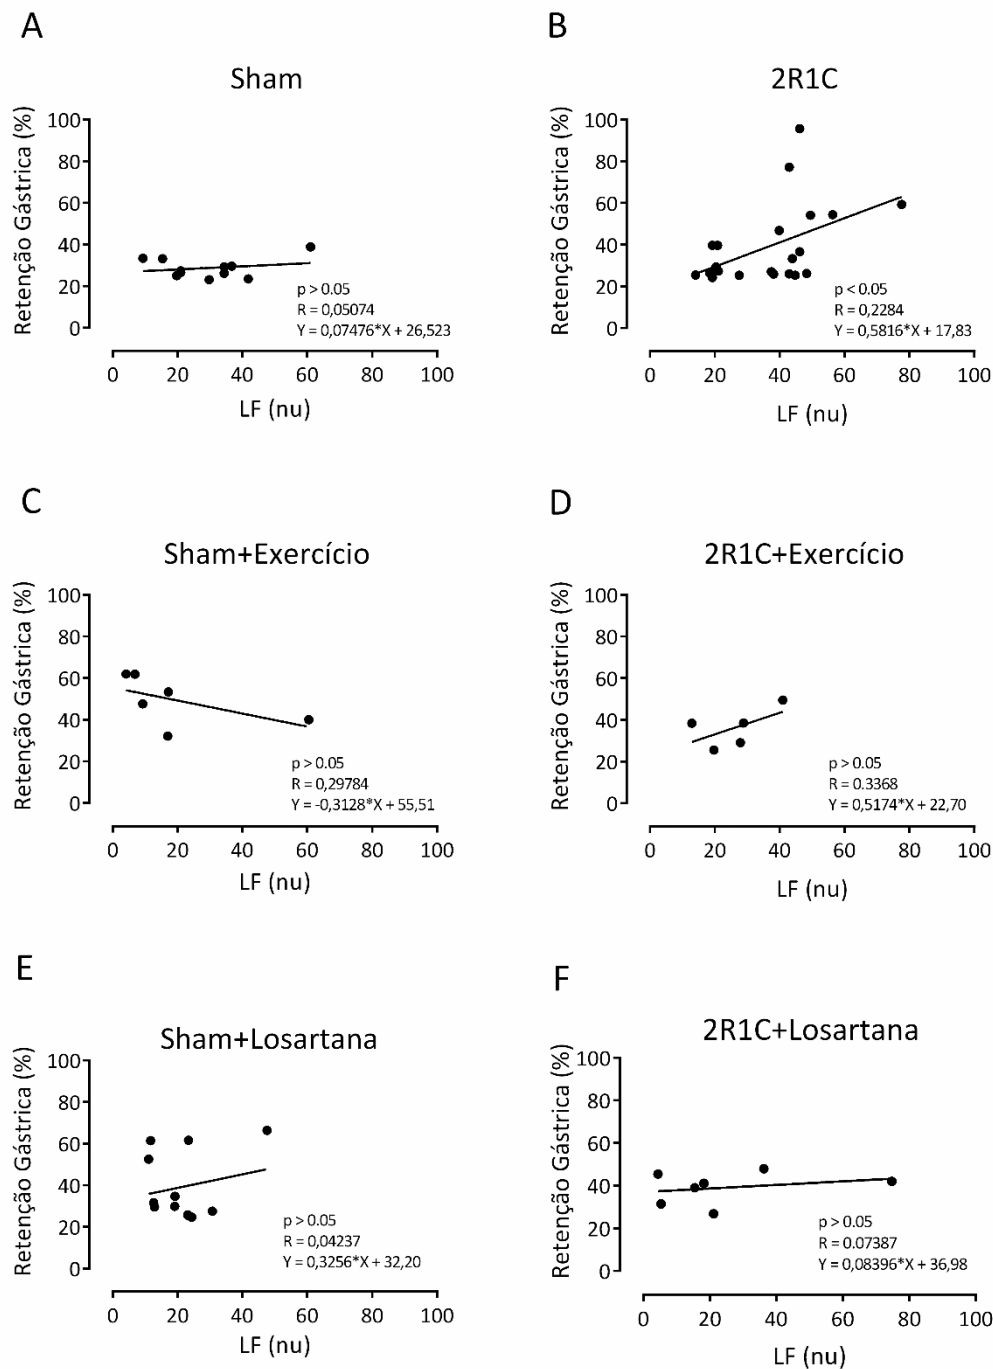 A
Sham
Retenção Gástrica (%)
100
80
60
40
20
0
p > 0.05
R = 0,05074
Y = 0,07476*X + 26,523
0 20 40 60 80 100
LF (nu)
B
2R1C
Retenção Gástrica (%)
100
80
60
40
20
0
p < 0.05
R = 0,2284
Y = 0,5816*X + 17,83
0 20 40 60 80 100
LF (nu)
C
Sham+Exercício
Retenção Gástrica (%)
100
80
60
40
20
0
p > 0.05
R = 0,29784
Y = -0,3128*X + 55,51
0 20 40 60 80 100
LF (nu)
D
2R1C+Exercício
Retenção Gástrica (%)
100
80
60
40
20
0
p > 0.05
R = 0.3368
Y = 0,5174*X + 22,70
0 20 40 60 80 100
LF (nu)
E
Sham+Losartana
Retenção Gástrica (%)
100
80
60
40
20
0
p > 0.05
R = 0,04237
Y = 0,3256*X + 32,20
0 20 40 60 80 100
LF (nu)
F
2R1C+Losartana
Retenção Gástrica (%)
100
80
60
40
20
0
p > 0.05
R = 0.07387
Y = 0,08396*X + 36,98
0 20 40 60 80 100
LF (nu)